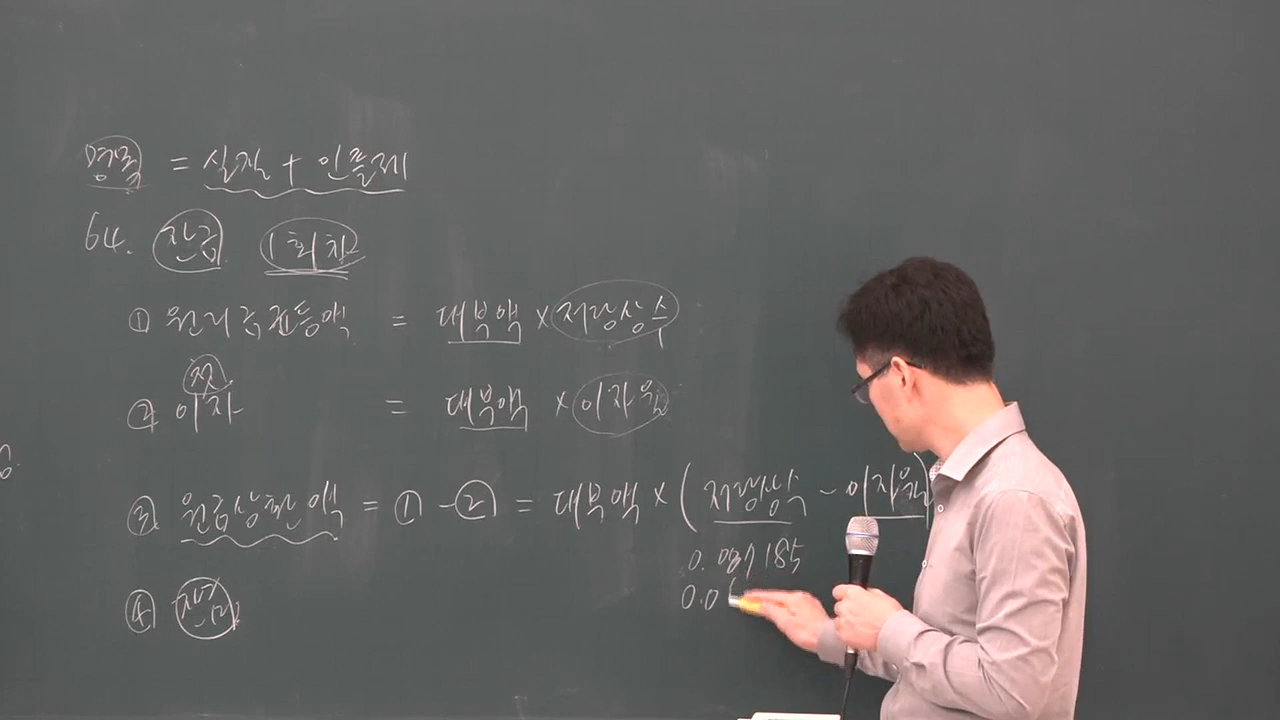 명목 = 실질 + 인플레
64. 잔금 1회차
① 원리금균등액 = 대부액 × 저당상수
첫
② 이자 = 대부액 × 이자율
③ 원금상환액 = ① - ② = 대부액 × ( 저당상수 - 이자율 )
0.087185
0.06
④ 잔금